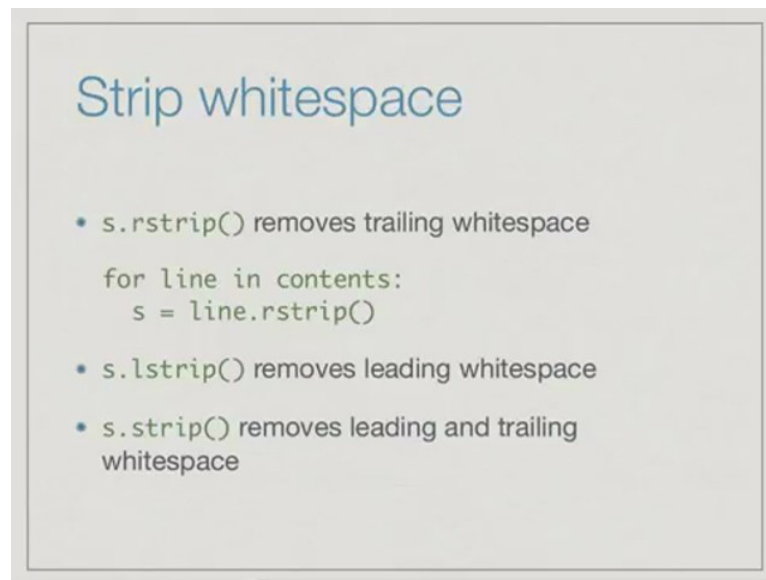 Strip whitespace
• s.rstrip() removes trailing whitespace
for line in contents:
  s = line.rstrip()
• s.lstrip() removes leading whitespace
• s.strip() removes leading and trailing
whitespace